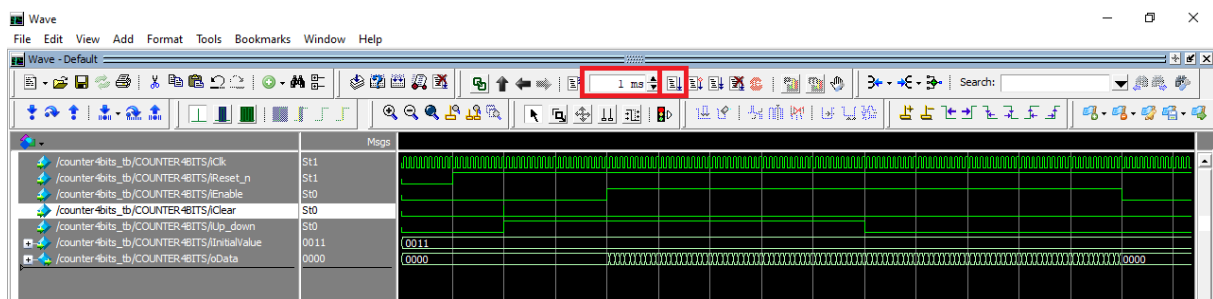 Wave
File Edit View Add Format Tools Bookmarks Window Help
Wave - Default
1 ms
Search:
Msgs
/counter4bits_tb/COUNTER4BITS/iClk St1
/counter4bits_tb/COUNTER4BITS/iReset_n St1
/counter4bits_tb/COUNTER4BITS/iEnable St0
/counter4bits_tb/COUNTER4BITS/iClear St0
/counter4bits_tb/COUNTER4BITS/iUp_down St0
/counter4bits_tb/COUNTER4BITS/iInitialValue 0011 0011
/counter4bits_tb/COUNTER4BITS/oData 0000 0000 0000